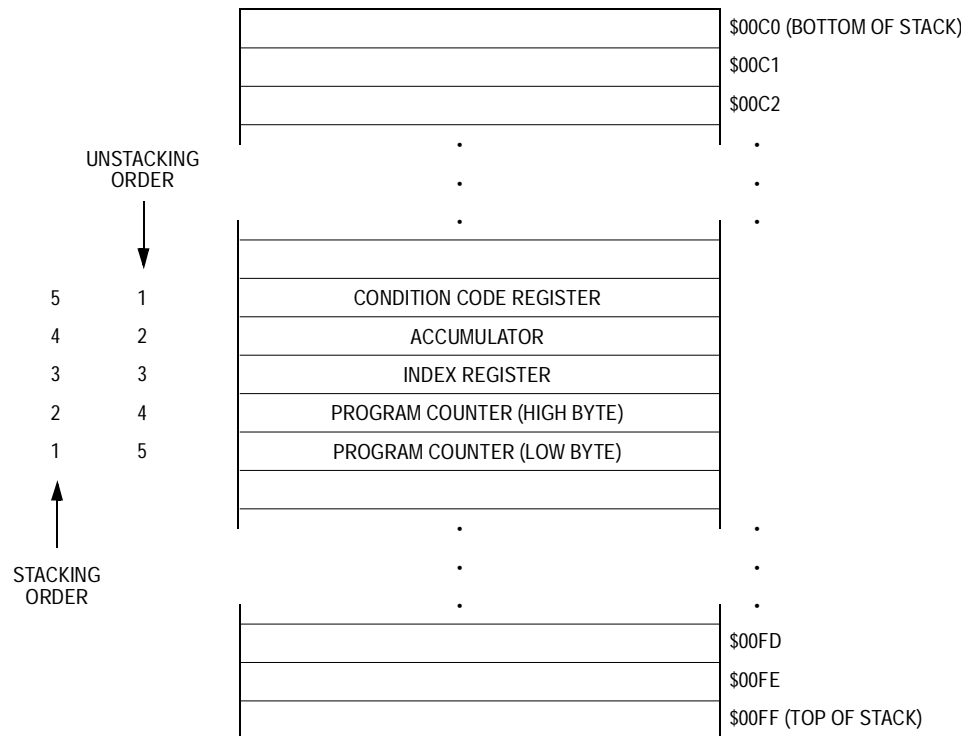 $00C0 (BOTTOM OF STACK)
$00C1
$00C2
UNSTACKING
ORDER
5 1 CONDITION CODE REGISTER
4 2 ACCUMULATOR
3 3 INDEX REGISTER
2 4 PROGRAM COUNTER (HIGH BYTE)
1 5 PROGRAM COUNTER (LOW BYTE)
STACKING
ORDER
$00FD
$00FE
$00FF (TOP OF STACK)